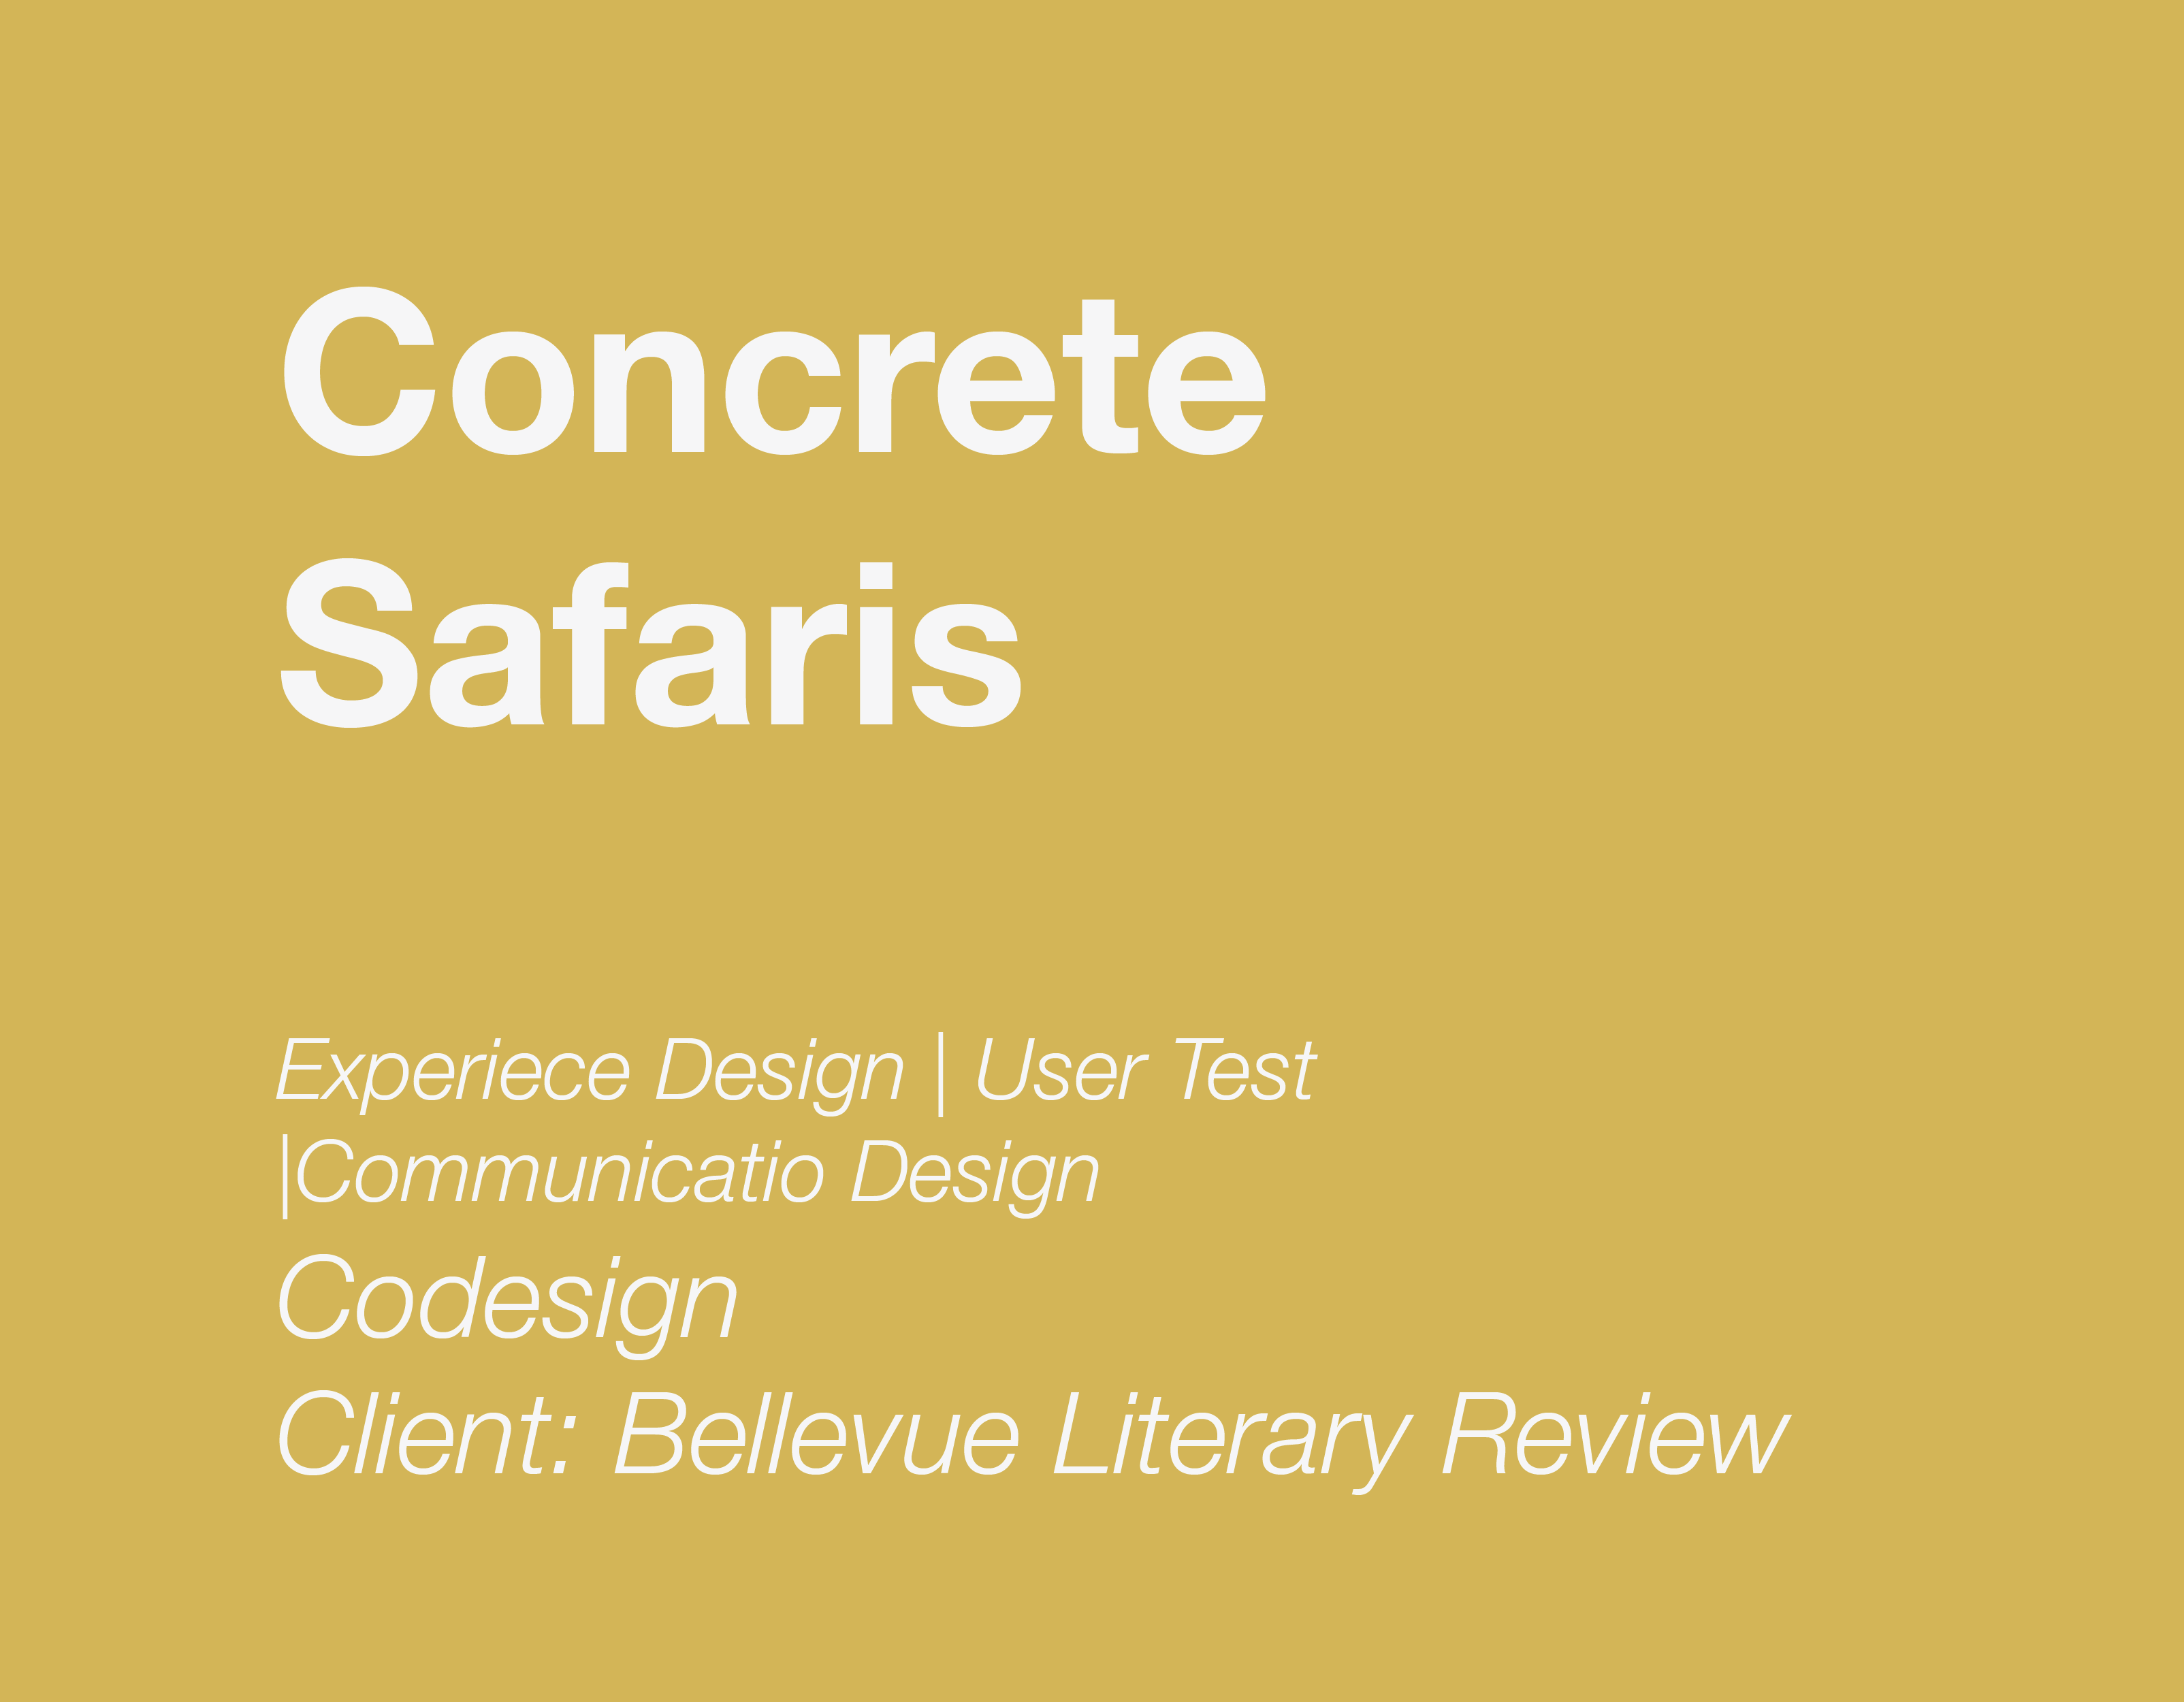 Concrete
Safaris
Experiece Design | User Test
|Communicatio Design
Codesign
Client: Bellevue Literary Review